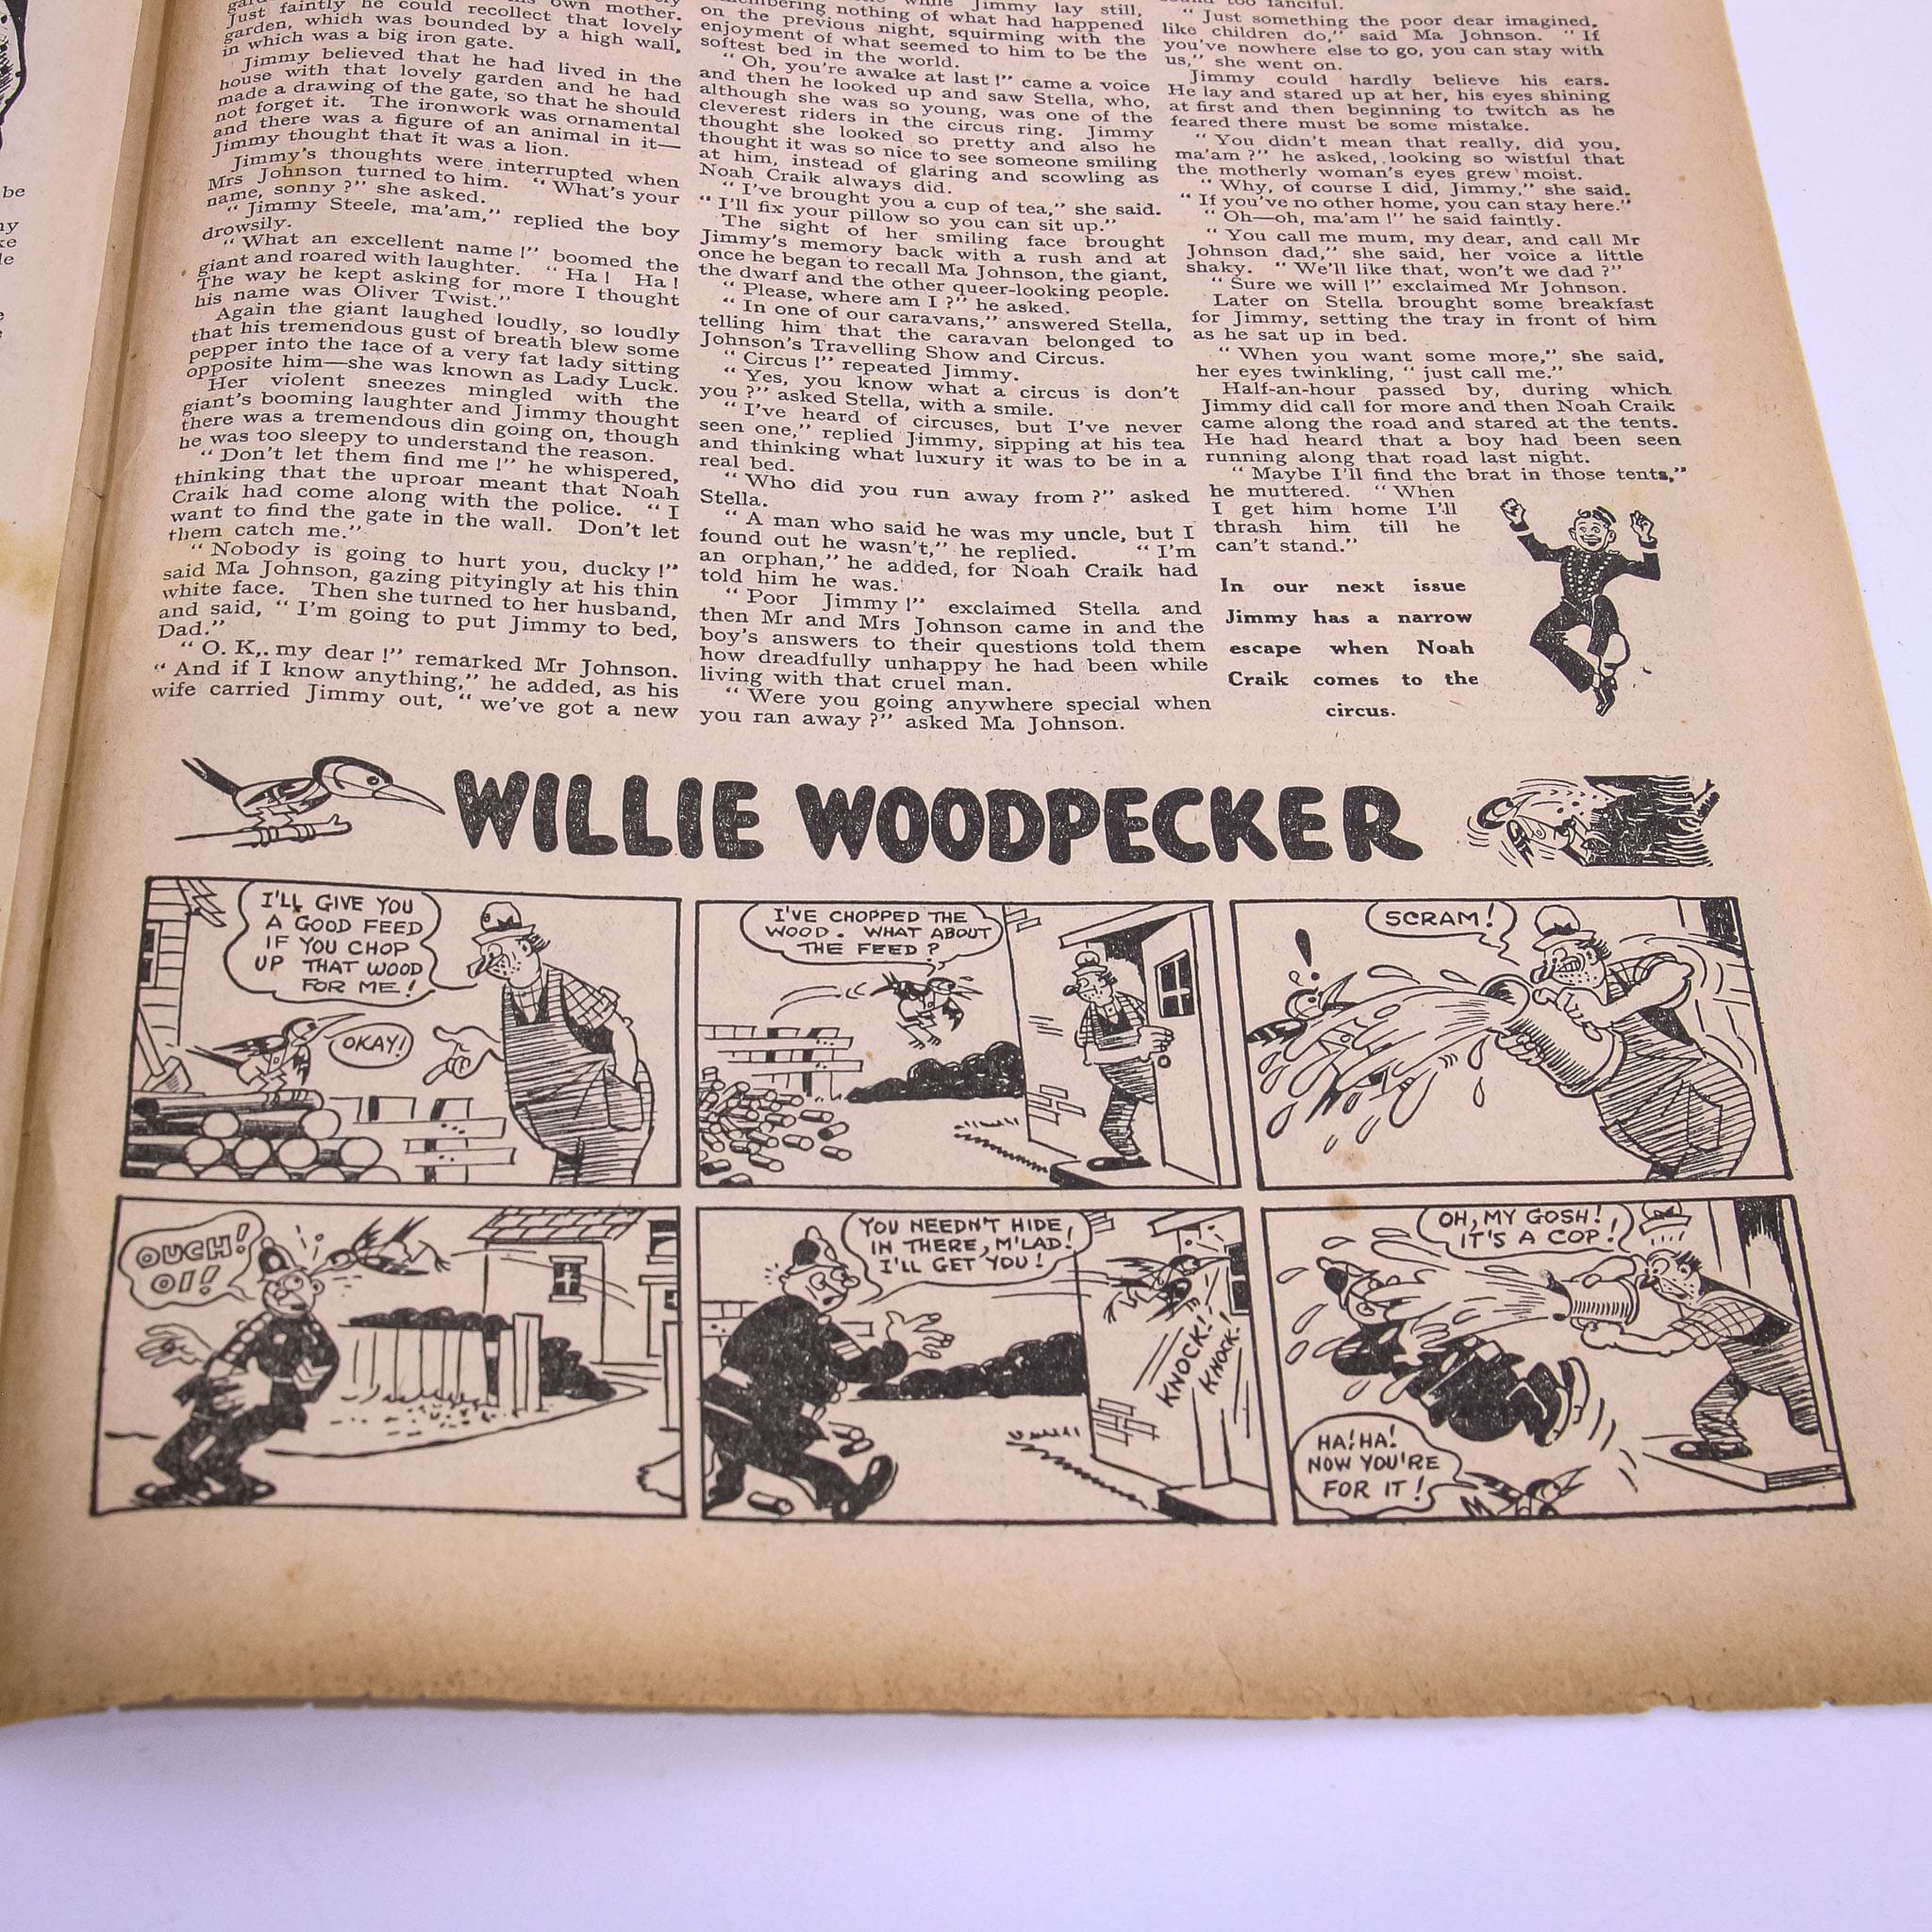 be
ny
ke
le
e
own mother.
Just faintly he could recollect that lovely
garden, which was bounded by a high wall,
in which was a big iron gate.
Jimmy believed that he had lived in the
house with that lovely garden and he had
made a drawing of the gate, so that he should
not forget it. The ironwork was ornamental
and there was a figure of an animal in it—
Jimmy thought that it was a lion.
Jimmy's thoughts were interrupted when
Mrs Johnson turned to him. “ What's your
name, sonny ?” she asked.
“ Jimmy Steele, ma'am,” replied the boy
drowsily.
“ What an excellent name !” boomed the
giant and roared with laughter. “ Ha ! Ha !
The way he kept asking for more I thought
his name was Oliver Twist.”
Again the giant laughed loudly, so loudly
that his tremendous gust of breath blew some
pepper into the face of a very fat lady sitting
opposite him—she was known as Lady Luck.
Her violent sneezes mingled with the
giant's booming laughter and Jimmy thought
there was a tremendous din going on, though
he was too sleepy to understand the reason.
“ Don't let them find me !” he whispered,
thinking that the uproar meant that Noah
Craik had come along with the police. “ I
want to find the gate in the wall. Don't let
them catch me.”
“ Nobody is going to hurt you, ducky !”
said Ma Johnson, gazing pityingly at his thin
white face. Then she turned to her husband,
and said, “ I'm going to put Jimmy to bed,
Dad.”
“ O. K,. my dear !” remarked Mr Johnson.
“ And if I know anything,” he added, as his
wife carried Jimmy out, “ we've got a new
while Jimmy lay still,
nothing of what had happened
on the previous night, squirming with the
enjoyment of what seemed to him to be the
softest bed in the world.
“ Oh, you're awake at last !” came a voice
and then he looked up and saw Stella, who,
although she was so young, was one of the
cleverest riders in the circus ring. Jimmy
thought she looked so pretty and also he
thought it was so nice to see someone smiling
at him, instead of glaring and scowling as
Noah Craik always did.
“ I've brought you a cup of tea,” she said.
“ I'll fix your pillow so you can sit up.”
The sight of her smiling face brought
Jimmy's memory back with a rush and at
once he began to recall Ma Johnson, the giant,
the dwarf and the other queer-looking people.
“ Please, where am I ?” he asked.
“ In one of our caravans,” answered Stella,
telling him that the caravan belonged to
Johnson's Travelling Show and Circus.
“ Circus !” repeated Jimmy.
“ Yes, you know what a circus is don't
you ?” asked Stella, with a smile.
“ I've heard of circuses, but I've never
seen one,” replied Jimmy, sipping at his tea
and thinking what luxury it was to be in a
real bed.
“ Who did you run away from ?” asked
Stella.
“ A man who said he was my uncle, but I
found out he wasn't,” he replied. “ I'm
an orphan,” he added, for Noah Craik had
told him he was.
“ Poor Jimmy !” exclaimed Stella and
then Mr and Mrs Johnson came in and the
boy's answers to their questions told them
how dreadfully unhappy he had been while
living with that cruel man.
“ Were you going anywhere special when
you ran away ?” asked Ma Johnson.
too fanciful.
“ Just something the poor dear imagined,
like children do,” said Ma Johnson. “ If
you've nowhere else to go, you can stay with
us,” she went on.
Jimmy could hardly believe his ears.
He lay and stared up at her, his eyes shining
at first and then beginning to twitch as he
feared there must be some mistake.
“ You didn't mean that really, did you,
ma'am ?” he asked, looking so wistful that
the motherly woman's eyes grew moist.
“ Why, of course I did, Jimmy,” she said.
“ If you've no other home, you can stay here.”
“ Oh—oh, ma'am !” he said faintly.
“ You call me mum, my dear, and call Mr
Johnson dad,” she said, her voice a little
shaky. “ We'll like that, won't we dad ?”
“ Sure we will !” exclaimed Mr Johnson.
Later on Stella brought some breakfast
for Jimmy, setting the tray in front of him
as he sat up in bed.
“ When you want some more,” she said,
her eyes twinkling, “ just call me.”
Half-an-hour passed by, during which
Jimmy did call for more and then Noah Craik
came along the road and stared at the tents.
He had heard that a boy had been seen
running along that road last night.
“ Maybe I'll find the brat in those tents,”
he muttered. “ When
I get him home I'll
thrash him till he
can't stand.”
In our next issue
Jimmy has a narrow
escape when Noah
Craik comes to the
circus.
WILLIE WOODPECKER
I'LL GIVE YOU
A GOOD FEED
IF YOU CHOP
UP THAT WOOD
FOR ME!
OKAY!
I'VE CHOPPED THE
WOOD. WHAT ABOUT
THE FEED?
SCRAM!
!
OUCH!
OI!
YOU NEEDN'T HIDE
IN THERE, M'LAD!
I'LL GET YOU!
KNOCK!
KNOCK!
OH, MY GOSH!
IT'S A COP!
HA!HA!
NOW YOU'RE
FOR IT!